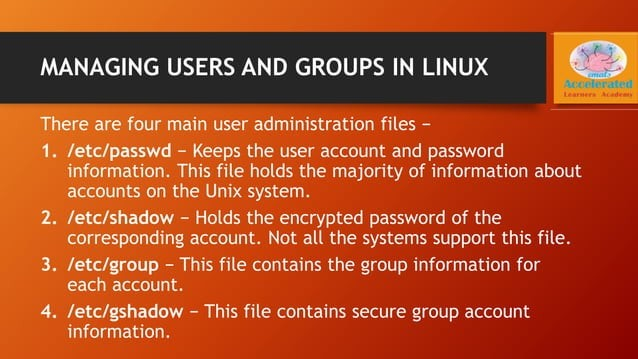 MANAGING USERS AND GROUPS IN LINUX
cmals
Accelerated
Learners Academy
There are four main user administration files −
1. /etc/passwd − Keeps the user account and password
information. This file holds the majority of information about
accounts on the Unix system.
2. /etc/shadow − Holds the encrypted password of the
corresponding account. Not all the systems support this file.
3. /etc/group − This file contains the group information for
each account.
4. /etc/gshadow − This file contains secure group account
information.